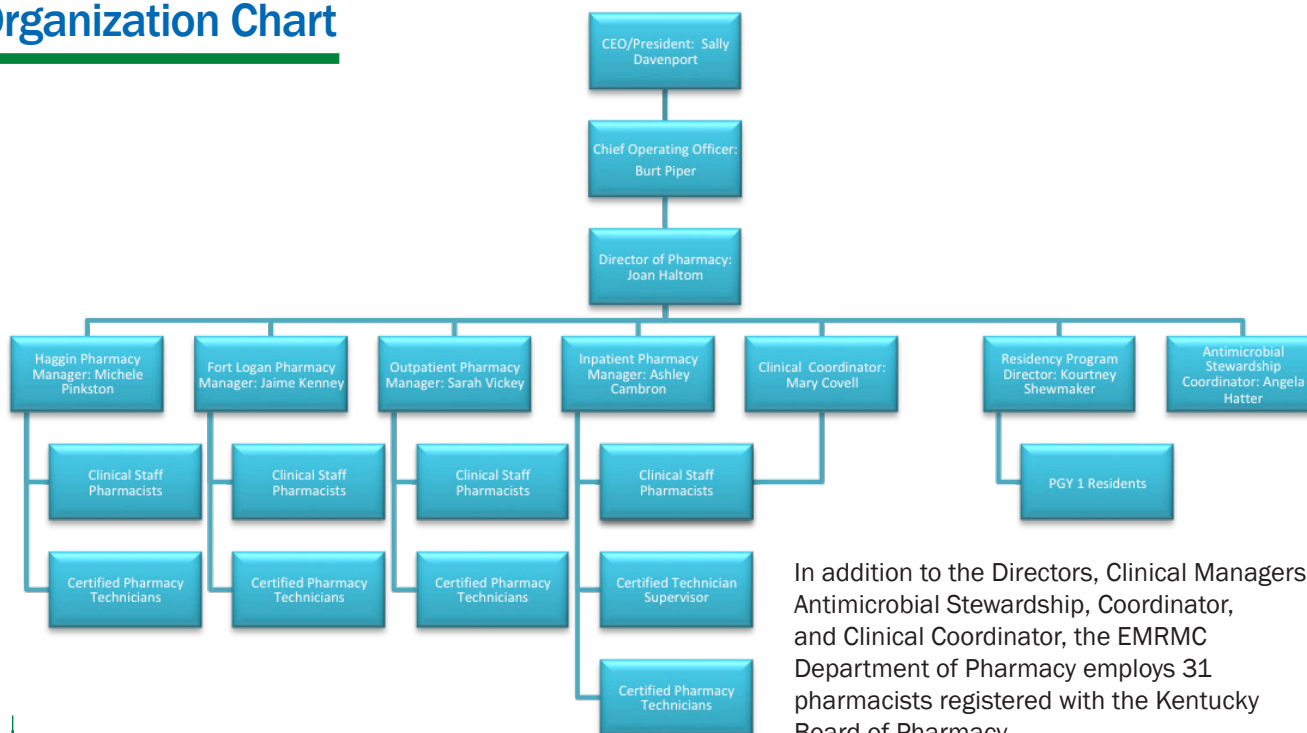 rganization Chart
CEO/President: Sally
Davenport
Chief Operating Officer:
Burt Piper
Director of Pharmacy:
Joan Haltom
Haggin Pharmacy
Manager: Michele
Pinkston
Fort Logan Pharmacy
Manager: Jaime Kenney
Outpatient Pharmacy
Manager: Sarah Vickey
Inpatient Pharmacy
Manager: Ashley
Cambron
Clinical Coordinator:
Mary Covell
Residency Program
Director: Kourtney
Shewmaker
Antimicrobial
Stewardship
Coordinator: Angela
Hatter
Clinical Staff
Pharmacists
Clinical Staff
Pharmacists
Clinical Staff
Pharmacists
Clinical Staff
Pharmacists
PGY 1 Residents
Certified Pharmacy
Technicians
Certified Pharmacy
Technicians
Certified Pharmacy
Technicians
Certified Technician
Supervisor
Certified Pharmacy
Technicians
In addition to the Directors, Clinical Managers
Antimicrobial Stewardship, Coordinator,
and Clinical Coordinator, the EMRMC
Department of Pharmacy employs 31
pharmacists registered with the Kentucky
Board of Pharmacy